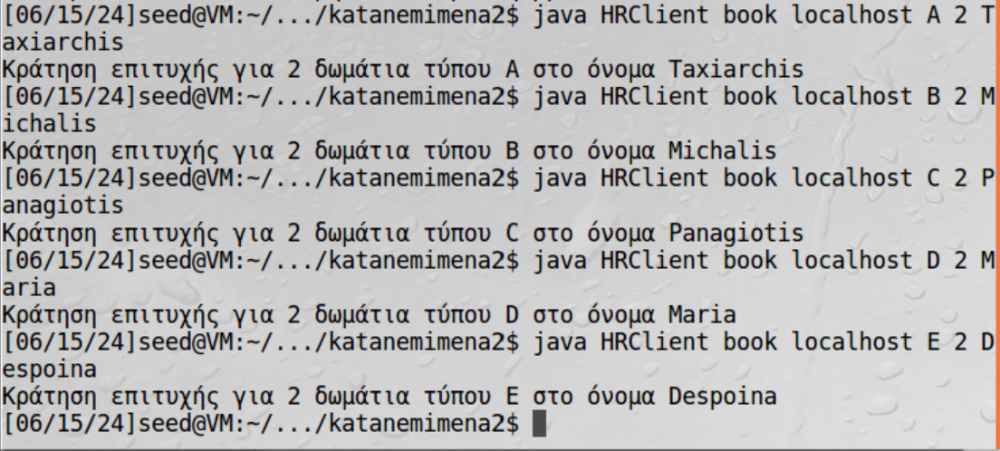 [06/15/24]seed@VM:~/.../katanemimena2$ java HRClient book localhost A 2 T
axiarchis
Κράτηση επιτυχής για 2 δωμάτια τύπου A στο όνομα Taxiarchis
[06/15/24]seed@VM:~/.../katanemimena2$ java HRClient book localhost B 2 M
ichalis
Κράτηση επιτυχής για 2 δωμάτια τύπου B στο όνομα Michalis
[06/15/24]seed@VM:~/.../katanemimena2$ java HRClient book localhost C 2 P
anagiotis
Κράτηση επιτυχής για 2 δωμάτια τύπου C στο όνομα Panagiotis
[06/15/24]seed@VM:~/.../katanemimena2$ java HRClient book localhost D 2 M
aria
Κράτηση επιτυχής για 2 δωμάτια τύπου D στο όνομα Maria
[06/15/24]seed@VM:~/.../katanemimena2$ java HRClient book localhost E 2 D
espoina
Κράτηση επιτυχής για 2 δωμάτια τύπου E στο όνομα Despoina
[06/15/24]seed@VM:~/.../katanemimena2$